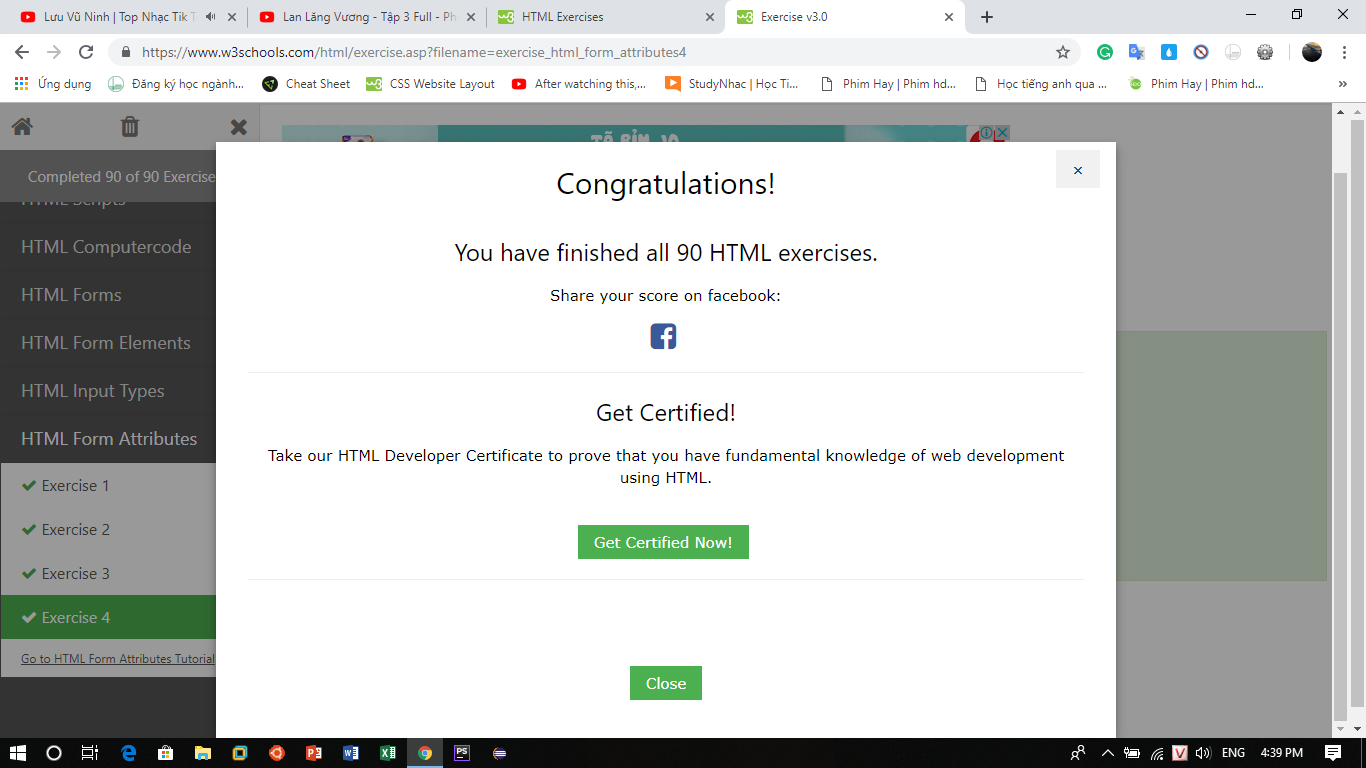 Lưu Vũ Ninh | Top Nhạc Tik T
Lan Lăng Vương - Tập 3 Full - Ph
HTML Exercises
Exercise v3.0
https://www.w3schools.com/html/exercise.asp?filename=exercise_html_form_attributes4
Ứng dụng
Đăng ký học ngành...
Cheat Sheet
CSS Website Layout
After watching this,...
StudyNhac | Học Ti...
Phim Hay | Phim hd...
Học tiếng anh qua ...
Phim Hay | Phim hd...
»
Completed 90 of 90 Exercise
HTML Scripts
HTML Computercode
HTML Forms
HTML Form Elements
HTML Input Types
HTML Form Attributes
Exercise 1
Exercise 2
Exercise 3
Exercise 4
Go to HTML Form Attributes Tutorial
×
Congratulations!
You have finished all 90 HTML exercises.
Share your score on facebook:
Get Certified!
Take our HTML Developer Certificate to prove that you have fundamental knowledge of web development
using HTML.
Get Certified Now!
Close
ENG
4:39 PM